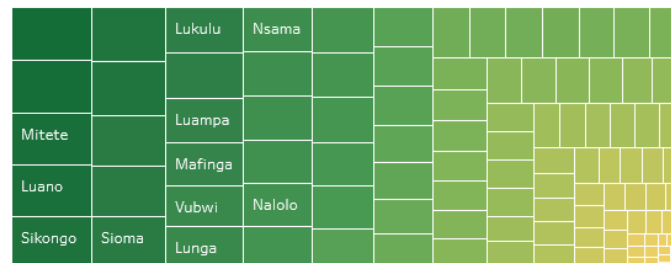 Lukulu
Nsama
Mitete
Luampa
Luano
Mafinga
Vubwi
Nalolo
Sikongo
Sioma
Lunga